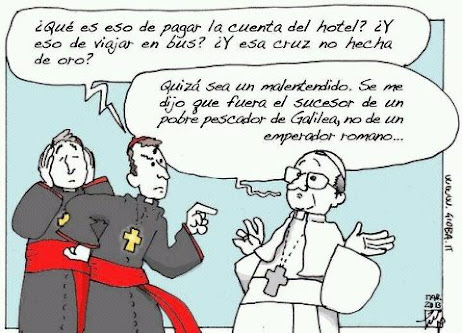 ¿Qué es eso de pagar la cuenta del hotel? ¿Y
eso de viajar en bus? ¿Y esa cruz no hecha
de oro?
Quizá sea un malentendido. Se me
dijo que fuera el sucesor de un
pobre pescador de Galilea, no de un
emperador romano...
www.gioba.it
MAR.
2013